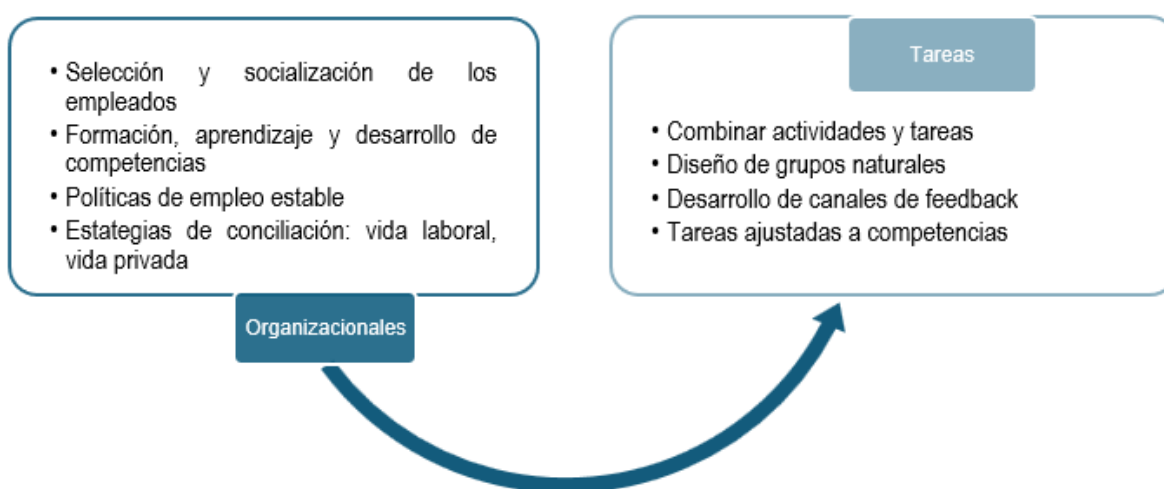 • Selección y socialización de los
empleados
• Formación, aprendizaje y desarrollo de
competencias
• Políticas de empleo estable
• Estategias de conciliación: vida laboral,
vida privada
Organizacionales
Tareas
• Combinar actividades y tareas
• Diseño de grupos naturales
• Desarrollo de canales de feedback
• Tareas ajustadas a competencias